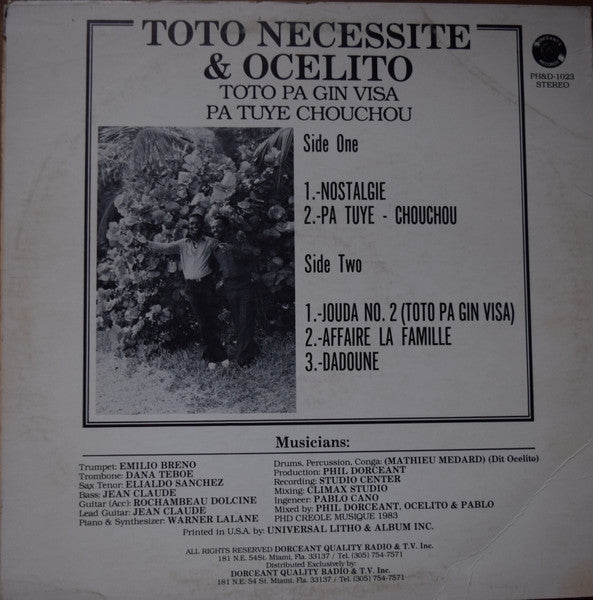 TOTO NECESSITE
& OCELITO
TOTO PA GIN VISA
PA TUYE CHOUCHOU
DORCEANT
RECORDS
PH&D-1023
STEREO
Side One
1.-NOSTALGIE
2.-PA TUYE - CHOUCHOU
Side Two
1.-JOUDA NO. 2 (TOTO PA GIN VISA)
2.-AFFAIRE LA FAMILLE
3.-DADOUNE
Musicians:
Trumpet: EMILIO BRENO
Trombone: DANA TEBOE
Sax Tenor: ELIALDO SANCHEZ
Bass: JEAN CLAUDE
Guitar (Acc): ROCHAMBEAU DOLCINE
Lead Guitar: JEAN CLAUDE
Piano & Synthesizer: WARNER LALANE
Drums, Percussion, Conga: (MATHIEU MEDARD) (Dit Ocelito)
Production: PHIL DORCEANT
Recording: STUDIO CENTER
Mixing: CLIMAX STUDIO
Ingeneer: PABLO CANO
Mixed by: PHIL DORCEANT, OCELITO & PABLO
PHD CREOLE MUSIQUE 1983
Printed in U.S.A. by: UNIVERSAL LITHO & ALBUM INC.
ALL RIGHTS RESERVED DORCEANT QUALITY RADIO & T.V. Inc.
181 N.E. 54St. Miami, Fla. 33137 / Tel. (305) 754-7571
Distributed Exclusively by:
DORCEANT QUALITY RADIO & T.V. Inc.
181 N.E. 54 St. Miami, Fla. 33137 / Tel. (305) 754-7571